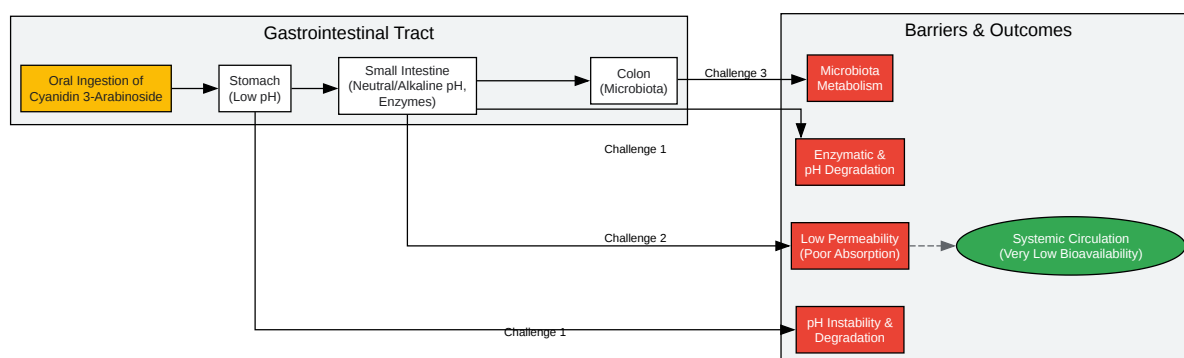 Gastrointestinal Tract
Barriers & Outcomes
Oral Ingestion of
Cyanidin 3-Arabinoside
Stomach
(Low pH)
Small Intestine
(Neutral/Alkaline pH,
Enzymes)
Colon
(Microbiota)
Challenge 3
Microbiota
Metabolism
Challenge 1
Enzymatic &
pH Degradation
Challenge 2
Low Permeability
(Poor Absorption)
Systemic Circulation
(Very Low Bioavailability)
Challenge 1
pH Instability &
Degradation